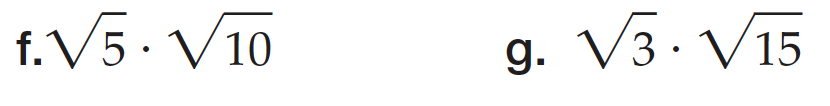 f. √5 · √10 g. √3 · √15